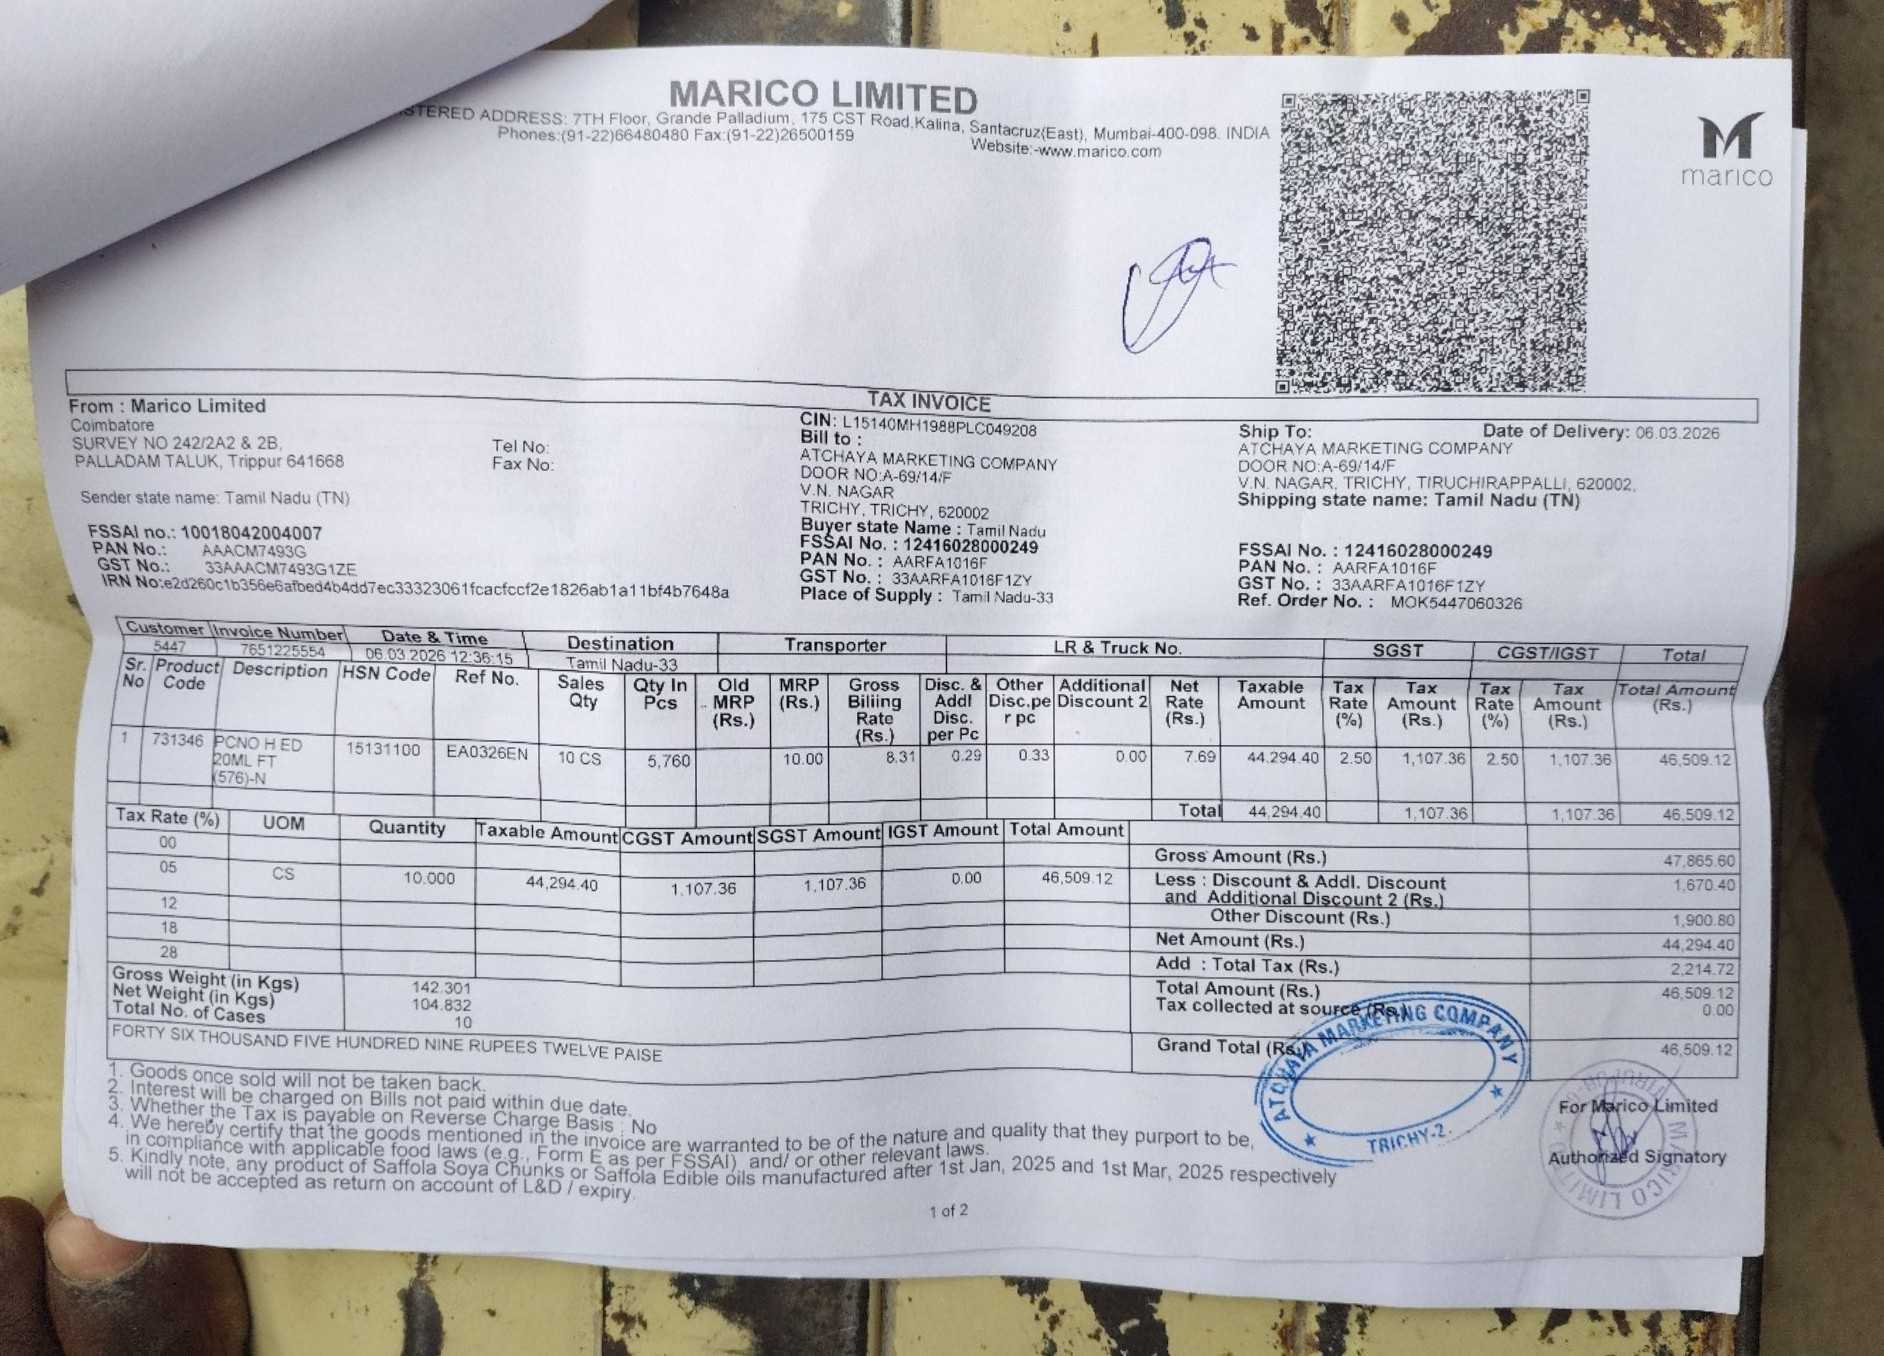 MARICO LIMITED
STERED ADDRESS: 7TH Floor, Grande Palladium, 175 CST Road,Kalina, Santacruz(East), Mumbai-400-098. INDIA
Phones:(91-22)66480480 Fax:(91-22)26500159
Website:-www.marico.com
marico
TAX INVOICE
From : Marico Limited
Coimbatore
SURVEY NO 242/2A2 & 2B,
PALLADAM TALUK, Trippur 641668
Tel No:
Fax No:
Sender state name: Tamil Nadu (TN)
FSSAI no.: 10018042004007
PAN No.: AAACM7493G
GST No.: 33AAACM7493G1ZE
IRN No:e2d260c1b356e6afbed4b4dd7ec33323061fcacfccf2e1826ab1a11bf4b7648a
CIN: L15140MH1988PLC049208
Bill to :
ATCHAYA MARKETING COMPANY
DOOR NO:A-69/14/F
V.N. NAGAR
TRICHY, TRICHY, 620002
Buyer state Name : Tamil Nadu
FSSAI No. : 12416028000249
PAN No. : AARFA1016F
GST No. : 33AARFA1016F1ZY
Place of Supply : Tamil Nadu-33
Ship To: Date of Delivery: 06.03.2026
ATCHAYA MARKETING COMPANY
DOOR NO:A-69/14/F
V.N. NAGAR, TRICHY, TIRUCHIRAPPALLI, 620002,
Shipping state name: Tamil Nadu (TN)
FSSAI No. : 12416028000249
PAN No. : AARFA1016F
GST No. : 33AARFA1016F1ZY
Ref. Order No. : MOK5447060326
Customer Invoice Number Date & Time Destination Transporter LR & Truck No. SGST CGST/IGST Total
5447 7651225554 06.03.2026 12:36:15 Tamil Nadu-33
Sr. No Product Code Description HSN Code Ref No. Sales Qty Qty In Pcs Old MRP (Rs.) MRP (Rs.) Gross Biliing Rate (Rs.) Disc. & Addl Disc. per Pc Other Disc.pe r pc Additional Discount 2 Net Rate (Rs.) Taxable Amount Tax Rate (%) Tax Amount (Rs.) Tax Rate (%) Tax Amount (Rs.) Total Amount (Rs.)
1 731346 PCNO H ED 20ML FT (576)-N 15131100 EA0326EN 10 CS 5,760 10.00 8.31 0.29 0.33 0.00 7.69 44,294.40 2.50 1,107.36 2.50 1,107.36 46,509.12
Total 44,294.40 1,107.36 1,107.36 46,509.12
Tax Rate (%) UOM Quantity Taxable Amount CGST Amount SGST Amount IGST Amount Total Amount
00
05 CS 10.000 44,294.40 1,107.36 1,107.36 0.00 46,509.12
12
18
28
Gross Amount (Rs.) 47,865.60
Less : Discount & Addl. Discount 1,670.40
and Additional Discount 2 (Rs.)
Other Discount (Rs.) 1,900.80
Net Amount (Rs.) 44,294.40
Add : Total Tax (Rs.) 2,214.72
Total Amount (Rs.) 46,509.12
Tax collected at source (Rs.) 0.00
Grand Total (Rs.) 46,509.12
Gross Weight (in Kgs) 142.301
Net Weight (in Kgs) 104.832
Total No. of Cases 10
FORTY SIX THOUSAND FIVE HUNDRED NINE RUPEES TWELVE PAISE
1. Goods once sold will not be taken back.
2. Interest will be charged on Bills not paid within due date.
3. Whether the Tax is payable on Reverse Charge Basis : No
4. We hereby certify that the goods mentioned in the invoice are warranted to be of the nature and quality that they purport to be,
in compliance with applicable food laws (e.g., Form E as per FSSAI) and/ or other relevant laws.
5. Kindly note, any product of Saffola Soya Chunks or Saffola Edible oils manufactured after 1st Jan, 2025 and 1st Mar, 2025 respectively
will not be accepted as return on account of L&D / expiry.
ATCHAYA MARKETING COMPANY
TRICHY-2.
For Marico Limited
Authorized Signatory
MARICO LIMIT
1 of 2